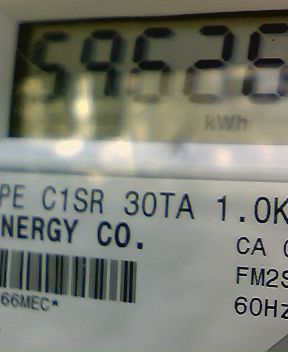 59526
kWh
PE C1SR 30TA 1.0K
NERGY CO.
CA
FM2S
66MEC*
60Hz